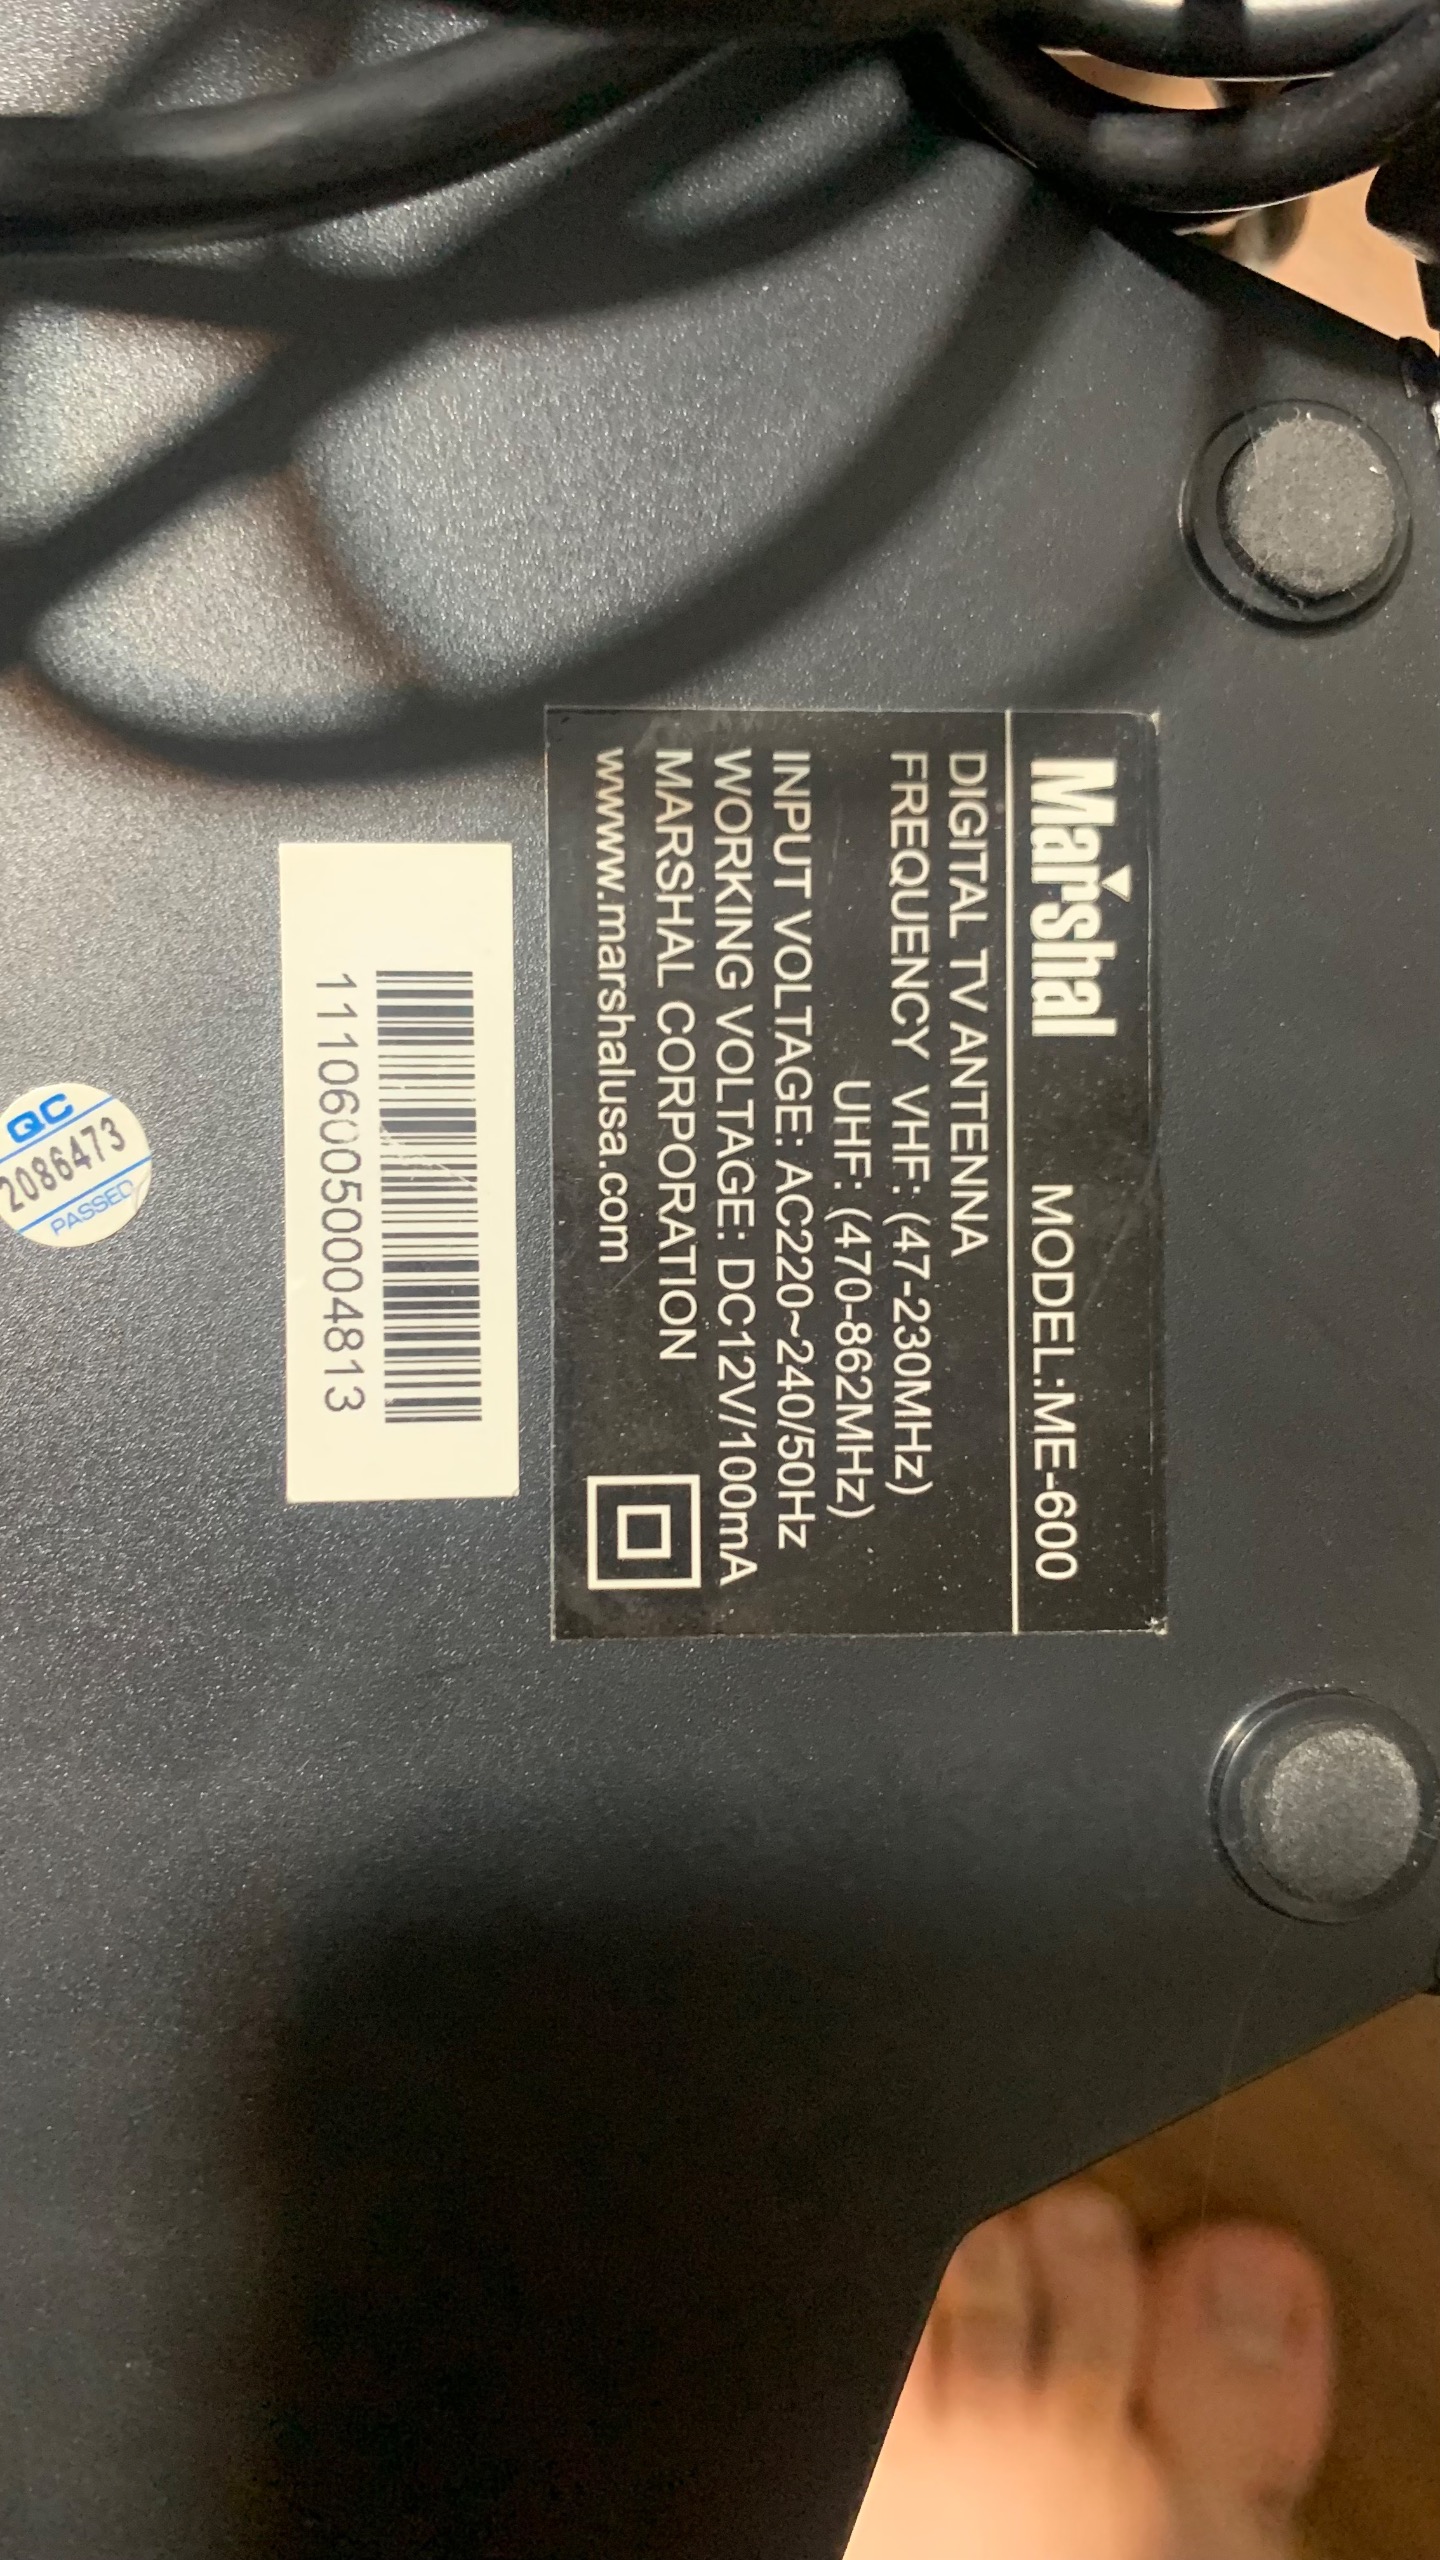 Marshal MODEL:ME-600
DIGITAL TV ANTENNA
FREQUENCY VHF: (47-230MHz)
UHF: (470-862MHz)
INPUT VOLTAGE: AC220~240/50Hz
WORKING VOLTAGE: DC12V/100mA
MARSHAL CORPORATION
www.marshalusa.com
111060050004813
QC
2086473
PASSED